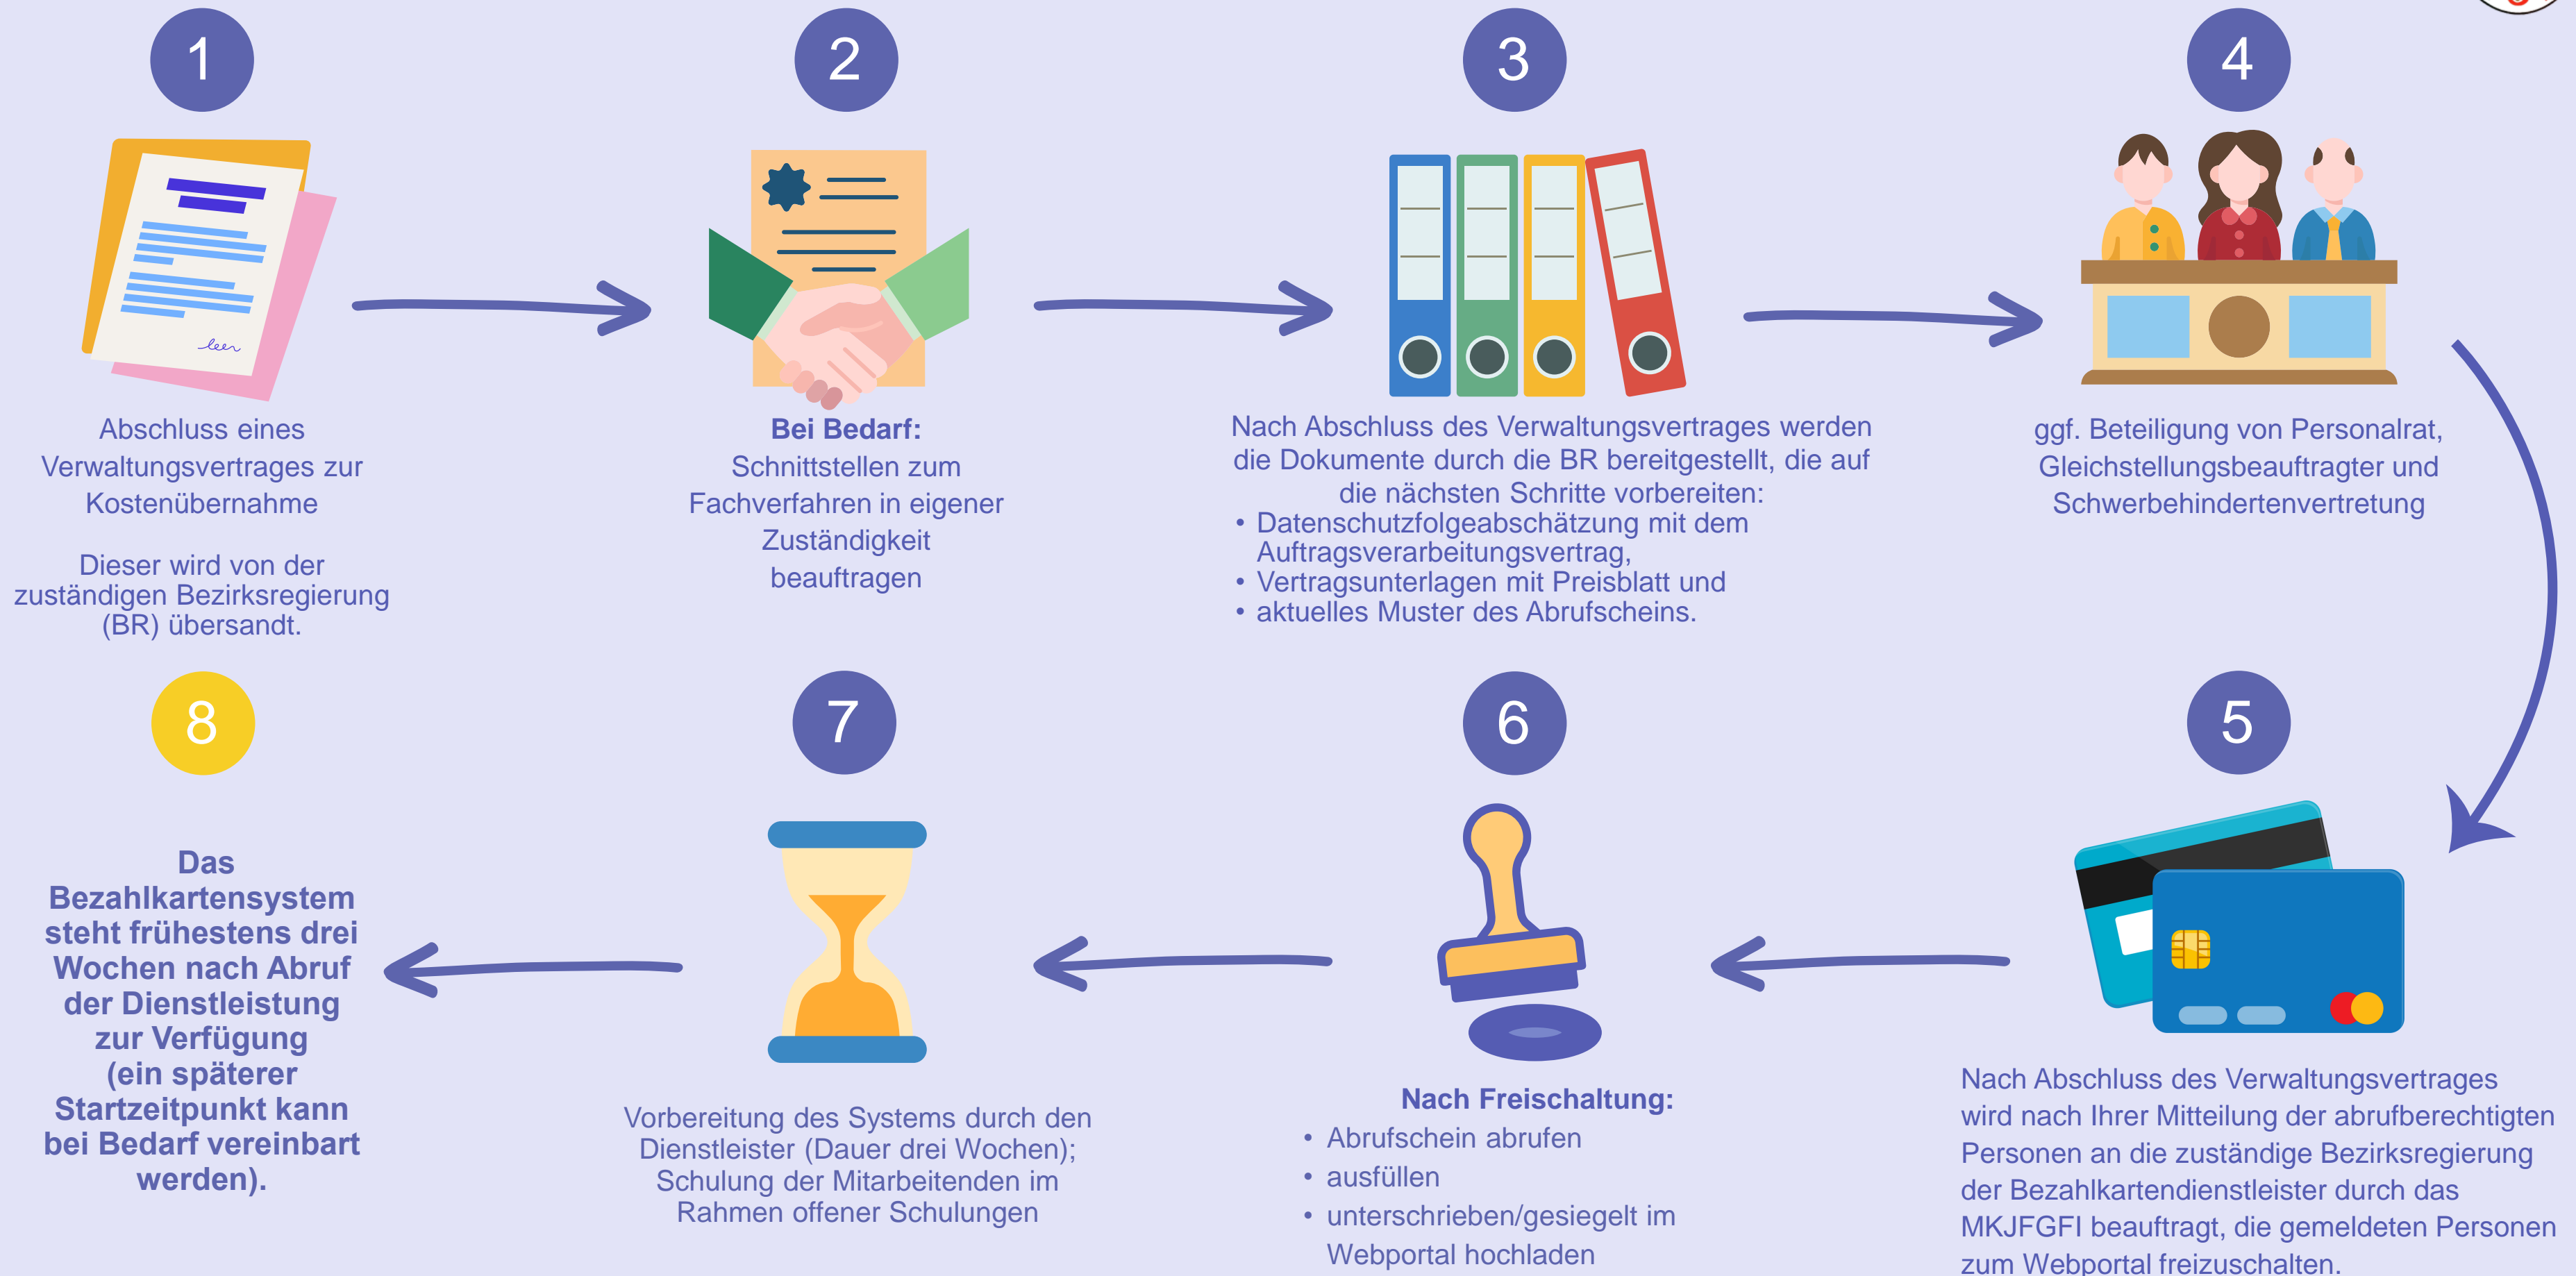 1
Abschluss eines
Verwaltungsvertrages zur
Kostenübernahme
Dieser wird von der
zuständigen Bezirksregierung
(BR) übersandt.
2
Bei Bedarf:
Schnittstellen zum
Fachverfahren in eigener
Zuständigkeit
beauftragen
3
Nach Abschluss des Verwaltungsvertrages werden
die Dokumente durch die BR bereitgestellt, die auf
die nächsten Schritte vorbereiten:
• Datenschutzfolgeabschätzung mit dem
Auftragsverarbeitungsvertrag,
• Vertragsunterlagen mit Preisblatt und
• aktuelles Muster des Abrufscheins.
4
ggf. Beteiligung von Personalrat,
Gleichstellungsbeauftragter und
Schwerbehindertenvertretung
5
Nach Abschluss des Verwaltungsvertrages
wird nach Ihrer Mitteilung der abrufberechtigten
Personen an die zuständige Bezirksregierung
der Bezahlkartendienstleister durch das
MKJFGFI beauftragt, die gemeldeten Personen
zum Webportal freizuschalten.
6
Nach Freischaltung:
• Abrufschein abrufen
• ausfüllen
• unterschrieben/gesiegelt im
Webportal hochladen
7
Vorbereitung des Systems durch den
Dienstleister (Dauer drei Wochen);
Schulung der Mitarbeitenden im
Rahmen offener Schulungen
8
Das
Bezahlkartensystem
steht frühestens drei
Wochen nach Abruf
der Dienstleistung
zur Verfügung
(ein späterer
Startzeitpunkt kann
bei Bedarf vereinbart
werden).